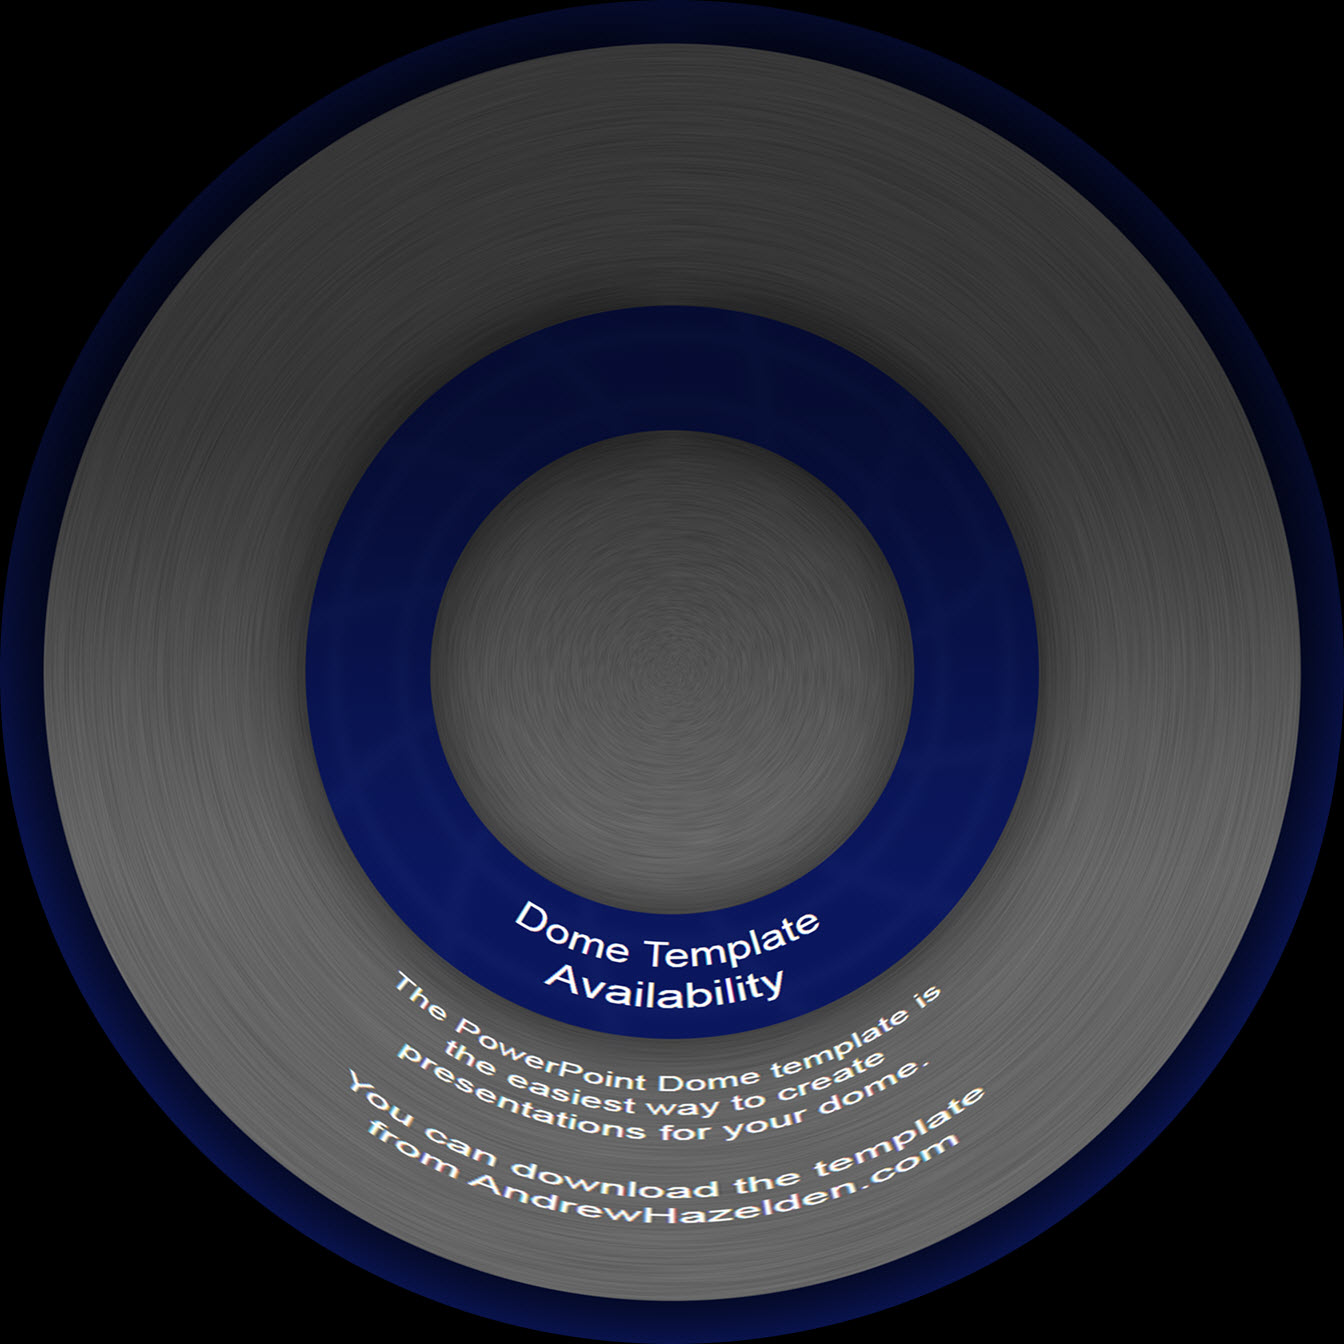 Dome Template
Availability
The PowerPoint Dome template is
the easiest way to create
presentations for your dome.
You can download the template
from AndrewHazelden.com